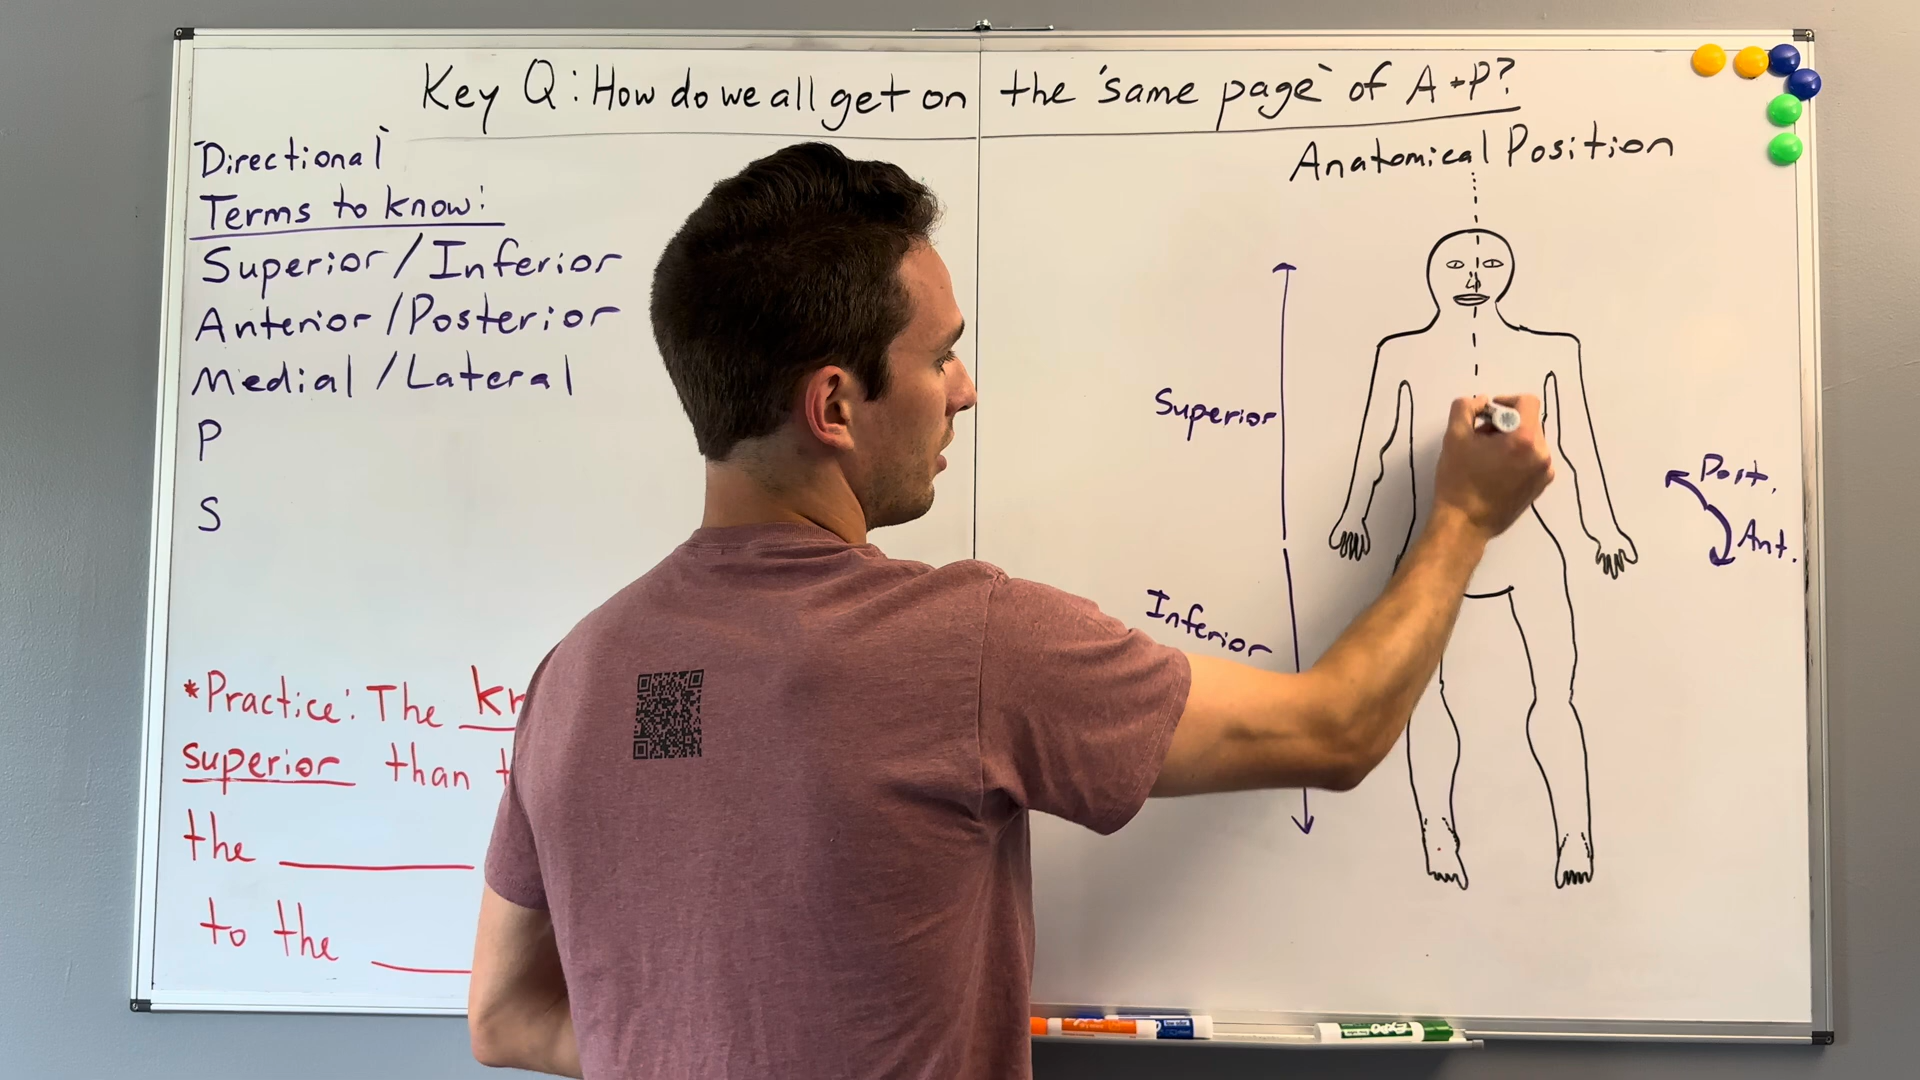 Key Q: How do we all get on the 'same page' of A+P?
Directional
Terms to know:
Superior/Inferior
Anterior/Posterior
Medial/Lateral
P
S
*Practice: The
superior than
the
to the
Anatomical Position
Superior
Inferior
Post.
Ant.
EXPO